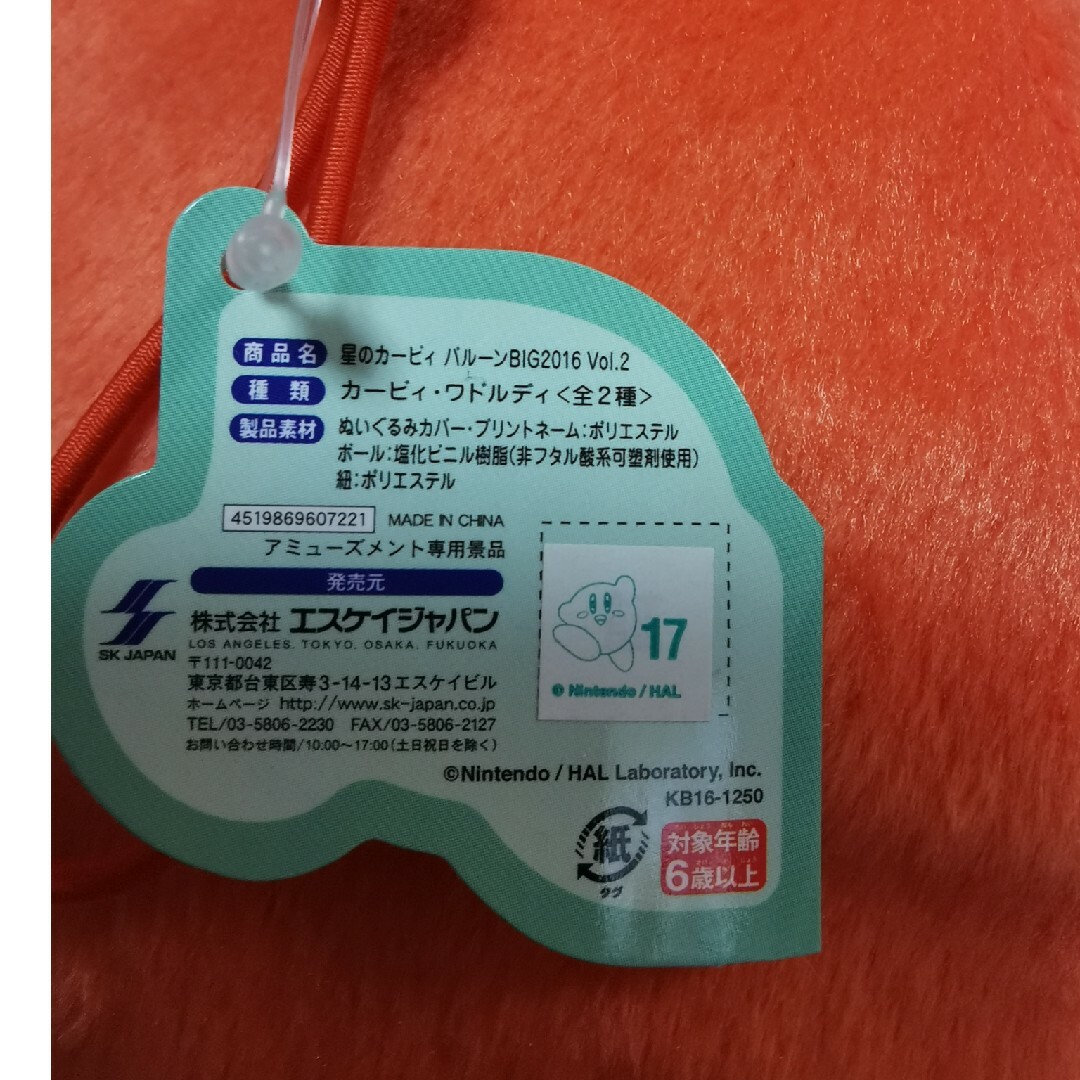 商品名 星のカービィ バルーンBIG2016 Vol.2
種類 カービィ・ワドルディ<全2種>
製品素材 ぬいぐるみカバー・プリントネーム:ポリエステル
ボール:塩化ビニル樹脂(非フタル酸系可塑剤使用)
紐:ポリエステル
4519869607221 MADE IN CHINA
アミューズメント専用景品
発売元
SK JAPAN
株式会社 エスケイジャパン
LOS ANGELES. TOKYO. OSAKA. FUKUOKA
〒111-0042
東京都台東区寿3-14-13エスケイビル
ホームページ http://www.sk-japan.co.jp
TEL/03-5806-2230 FAX/03-5806-2127
お問い合わせ時間/10:00〜17:00(土日祝日を除く)
17
© Nintendo / HAL
©Nintendo / HAL Laboratory, Inc.
KB16-1250
紙
タグ
対象年齢
6歳以上